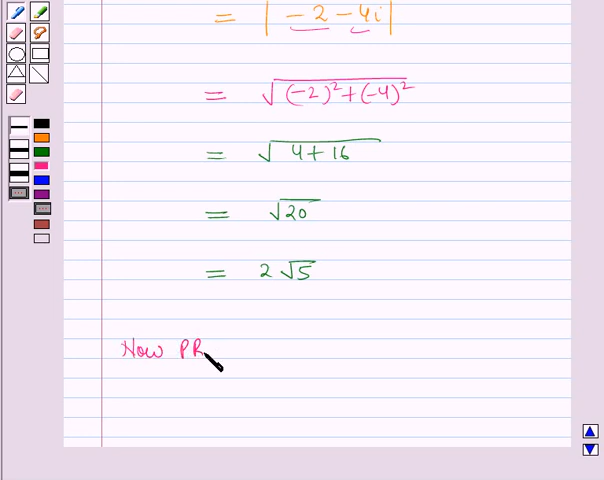 = |-2-4i|
= √(-2)²+(-4)²
= √4+16
= √20
= 2√5
Now PR